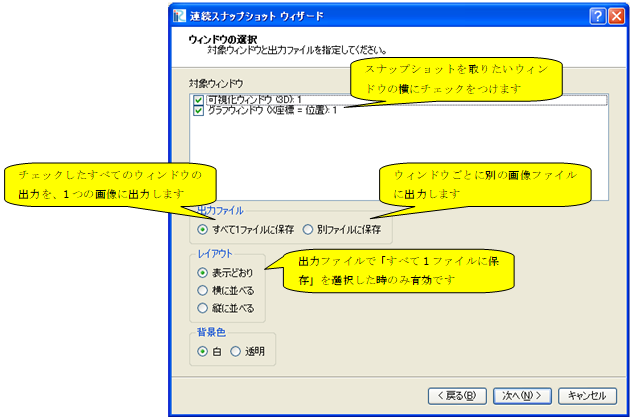 連続スナップショット ウィザード
ウィンドウの選択
対象ウィンドウと出力ファイルを指定してください。
スナップショットを取りたいウィン
ドウの横にチェックをつけます
対象ウィンドウ
可視化ウィンドウ (3D): 1
グラフウィンドウ (X座標 = 位置): 1
チェックしたすべてのウィンドウの
出力を、1つの画像に出力します
ウィンドウごとに別の画像ファイル
に出力します
出力ファイル
すべて1ファイルに保存
別ファイルに保存
レイアウト
出力ファイルで「すべて1ファイルに保
存」を選択した時のみ有効です
表示どおり
横に並べる
縦に並べる
背景色
白
透明
< 戻る(B)
次へ(N) >
キャンセル